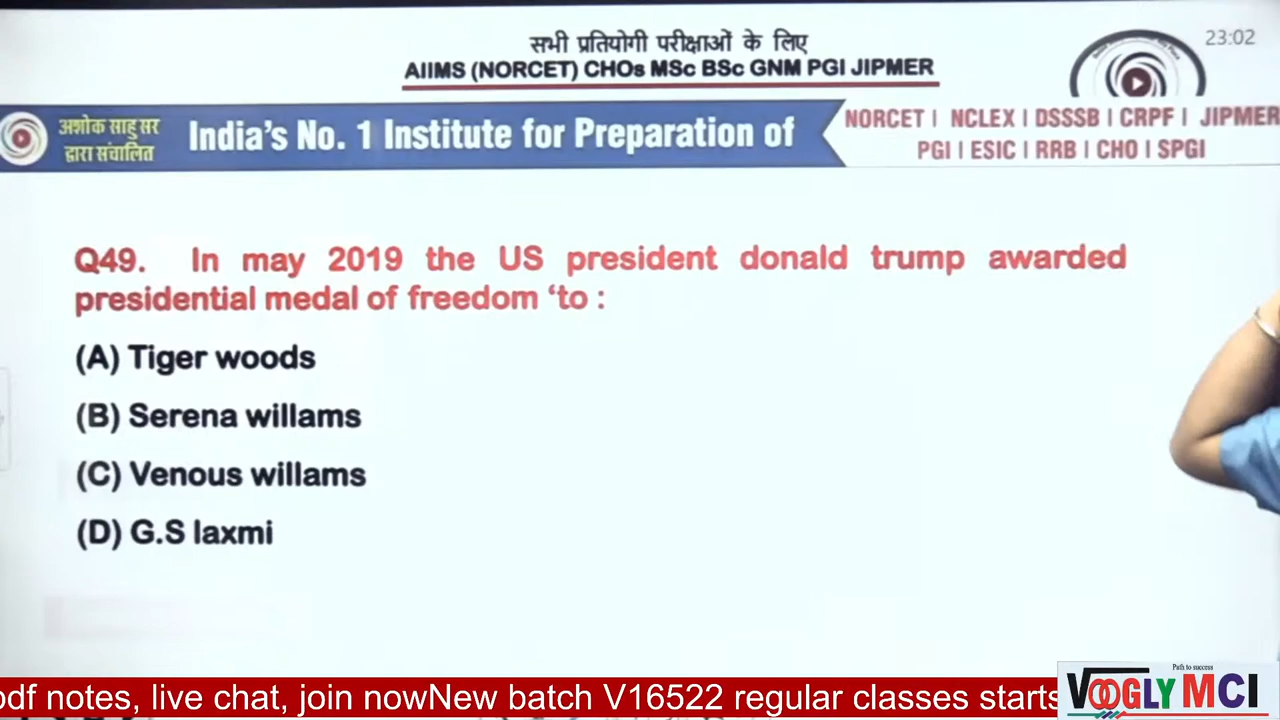 सभी प्रतियोगी परीक्षाओं के लिए
23:02
AIIMS (NORCET) CHOs MSc BSc GNM PGI JIPMER
अशोक साहु सर
द्वारा संचालित
India's No. 1 Institute for Preparation of
NORCET I NCLEX I DSSSB I CRPF I JIPMER
PGI I ESIC I RRB I CHO I SPGI
Q49. In may 2019 the US president donald trump awarded
presidential medal of freedom ‘to :
(A) Tiger woods
(B) Serena willams
(C) Venous willams
(D) G.S laxmi
pdf notes, live chat, join nowNew batch V16522 regular classes starts
Path to success
VOOGLY MCI